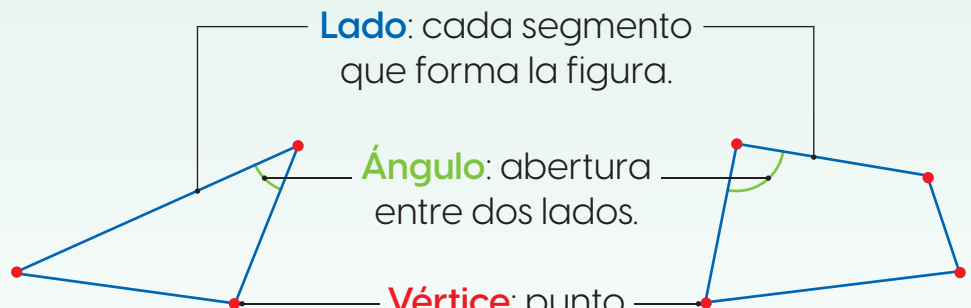 Lado: cada segmento
que forma la figura.
Ángulo: abertura
entre dos lados.
Vértice: punto